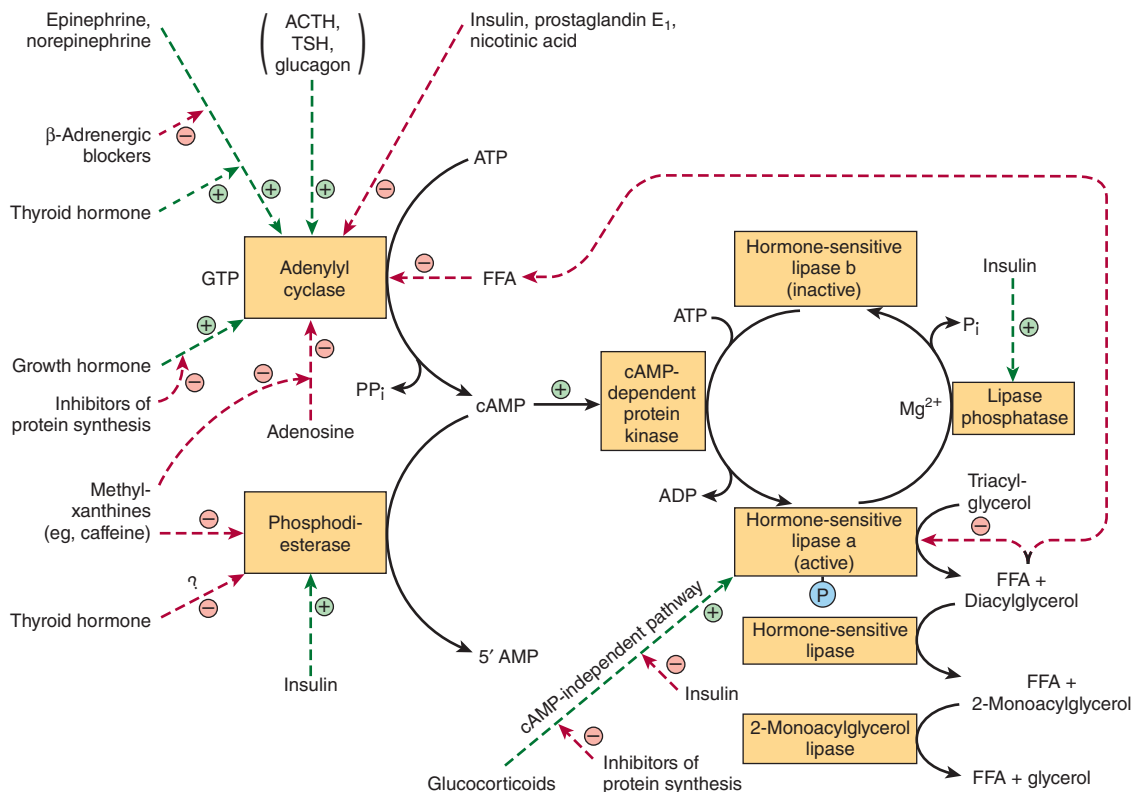 Epinephrine,
norepinephrine
ACTH,
TSH,
glucagon
Insulin, prostaglandin E₁,
nicotinic acid
β-Adrenergic
blockers
−
ATP
Thyroid hormone
+
+
+
−
GTP
Adenylyl
cyclase
−
FFA
Hormone-sensitive
lipase b
(inactive)
Insulin
+
Growth hormone
+
−
Inhibitors of
protein synthesis
−
−
Adenosine
PPi
cAMP
+
ATP
cAMP-
dependent
protein
kinase
ADP
Pi
Mg²⁺
Lipase
phosphatase
Methyl-
xanthines
(eg, caffeine)
−
Phosphodi-
esterase
Hormone-sensitive
lipase a
(active)
P
Triacyl-
glycerol
−
FFA +
Diacylglycerol
Thyroid hormone
?
−
+
Insulin
5′ AMP
cAMP-independent pathway
+
−
Insulin
−
Inhibitors of
protein synthesis
Glucocorticoids
Hormone-sensitive
lipase
FFA +
2-Monoacylglycerol
2-Monoacylglycerol
lipase
FFA + glycerol